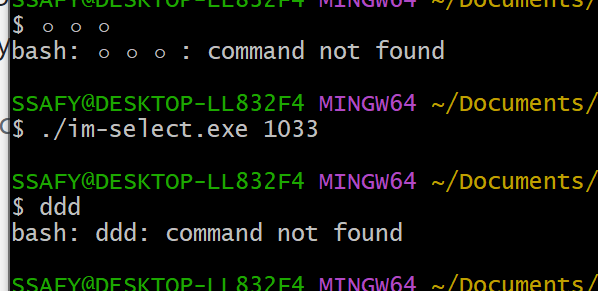 SSAFY@DESKTOP-LL832F4 MINGW64 ~/Documents/
$ ㅇㅇㅇ
bash: ㅇㅇㅇ: command not found
SSAFY@DESKTOP-LL832F4 MINGW64 ~/Documents/
$ ./im-select.exe 1033
SSAFY@DESKTOP-LL832F4 MINGW64 ~/Documents/
$ ddd
bash: ddd: command not found
SSAFY@DESKTOP-LL832F4 MINGW64 ~/Documents/